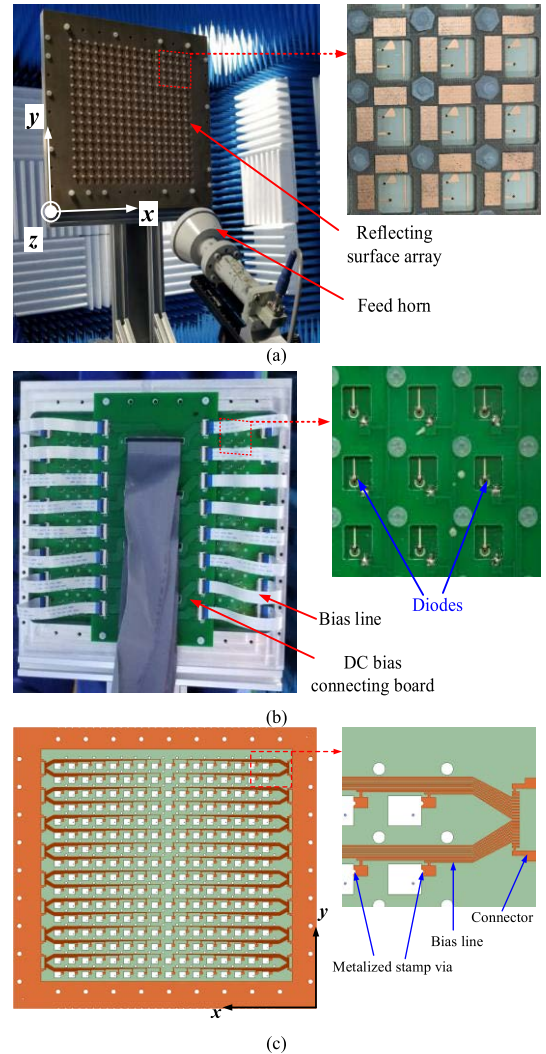 y
x
z
Reflecting
surface array
Feed horn
(a)
Diodes
Bias line
DC bias
connecting board
(b)
y
x
Connector
Bias line
Metalized stamp via
(c)